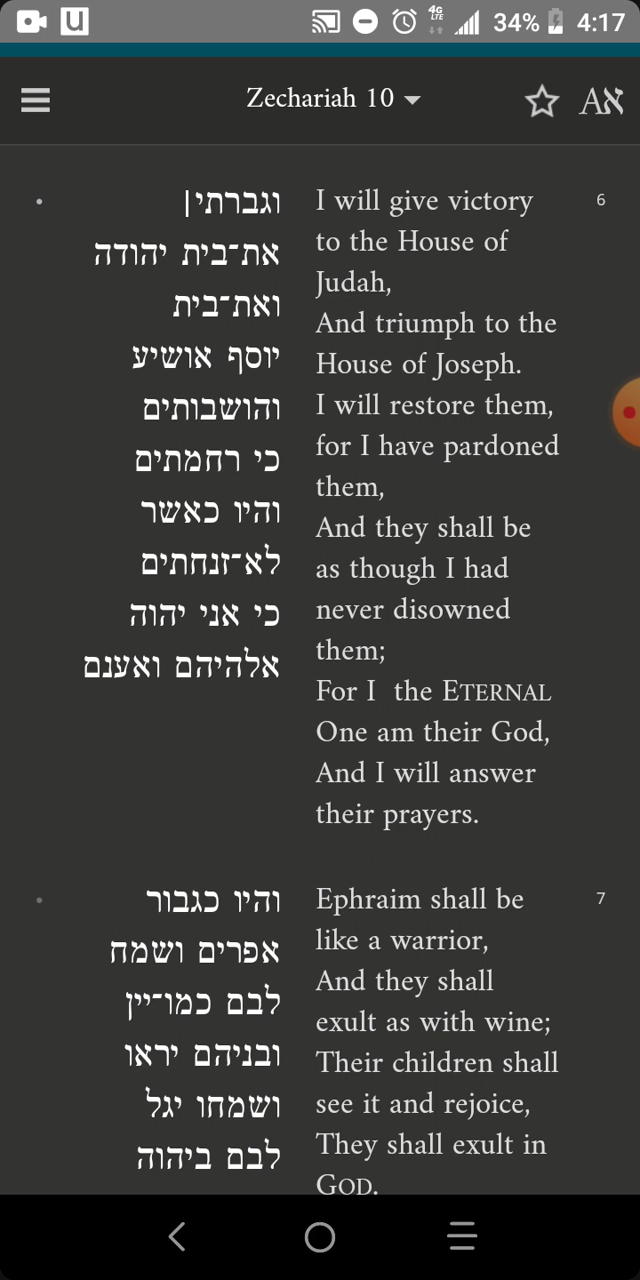 34% 4:17
Zechariah 10
Aא
וגברתי|
את־בית יהודה
ואת־בית
יוסף אושיע
והושבותים
כי רחמתים
והיו כאשר
לא־זנחתים
כי אני יהוה
אלהיהם ואענם
6
I will give victory
to the House of
Judah,
And triumph to the
House of Joseph.
I will restore them,
for I have pardoned
them,
And they shall be
as though I had
never disowned
them;
For I the ETERNAL
One am their God,
And I will answer
their prayers.
והיו כגבור
אפרים ושמח
לבם כמו־יין
ובניהם יראו
ושמחו יגל
לבם ביהוה
7
Ephraim shall be
like a warrior,
And they shall
exult as with wine;
Their children shall
see it and rejoice,
They shall exult in
GOD.